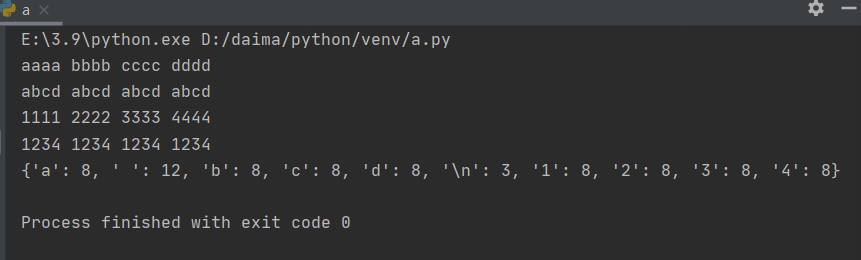 a
E:\3.9\python.exe D:/daima/python/venv/a.py
aaaa bbbb cccc dddd
abcd abcd abcd abcd
1111 2222 3333 4444
1234 1234 1234 1234
{'a': 8, ' ': 12, 'b': 8, 'c': 8, 'd': 8, '\n': 3, '1': 8, '2': 8, '3': 8, '4': 8}
Process finished with exit code 0